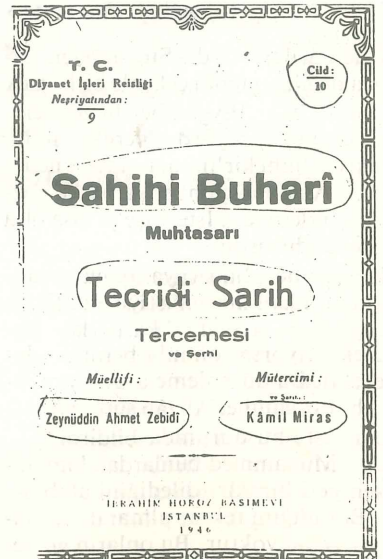 T. C.
Diyanet İşleri Reisliği
Neşriyatından :
9
Cild:
10
Sahihi Buharî
Muhtasarı
Tecridi Sarih
Tercemesi
ve Şerhi
Müellifi :
Zeynüddin Ahmet Zebidî
Mütercimi :
ve Şarihi :
Kâmil Miras
İBRAHİM HOROZ BASIMEVİ
İSTANBUL
1946